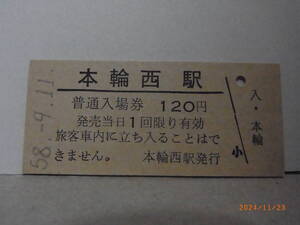 本輪西駅
普通入場券 120円
発売当日1回限り有効
旅客車内に立ち入ることはで
きません。 本輪西駅発行
58.-9.11.
入・本輪
小
2024/11/23